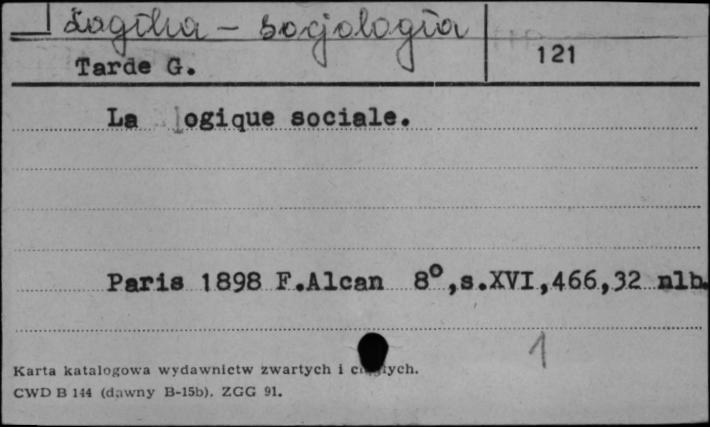 Logika - socjologia
Tarde G. 121
La logique sociale.
Paris 1898 F.Alcan 8°,s.XVI,466,32 nlb.
1
Karta katalogowa wydawnictw zwartych i ciągłych.
CWD B 144 (dawny B-15b). ZGG 91.